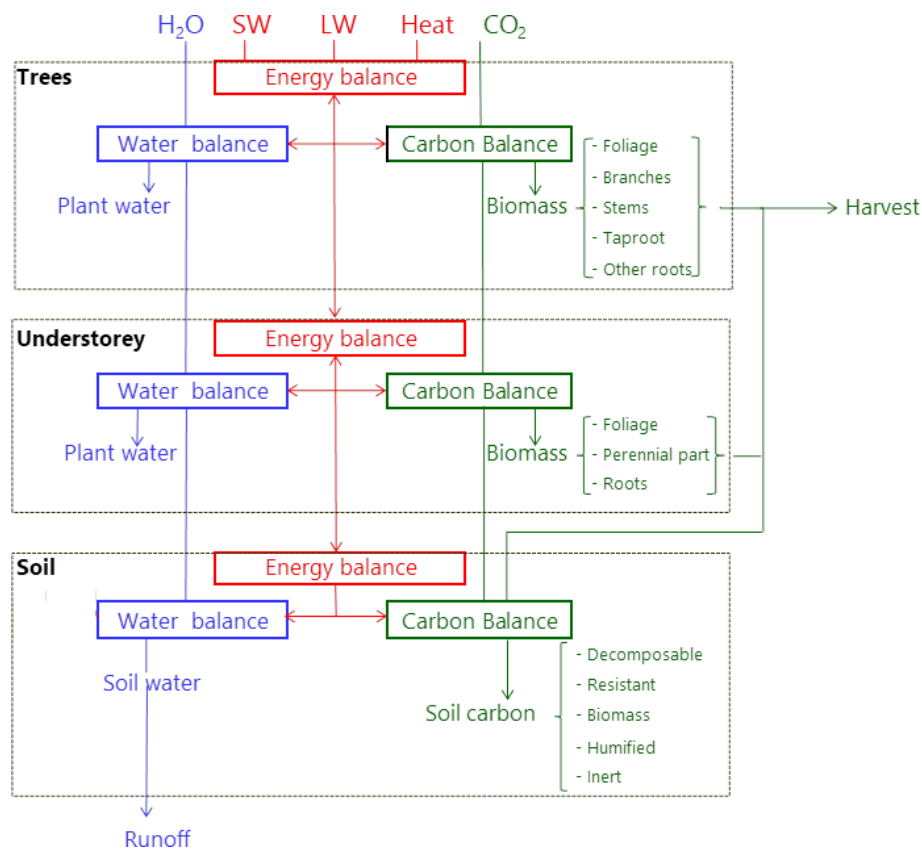 H₂O SW LW Heat CO₂
Trees
Energy balance
Water balance
Carbon Balance
Plant water
Biomass
- Foliage
- Branches
- Stems
- Taproot
- Other roots
Harvest
Understorey
Energy balance
Water balance
Carbon Balance
Plant water
Biomass
- Foliage
- Perennial part
- Roots
Soil
Energy balance
Water balance
Carbon Balance
Soil water
Soil carbon
- Decomposable
- Resistant
- Biomass
- Humified
- Inert
Runoff